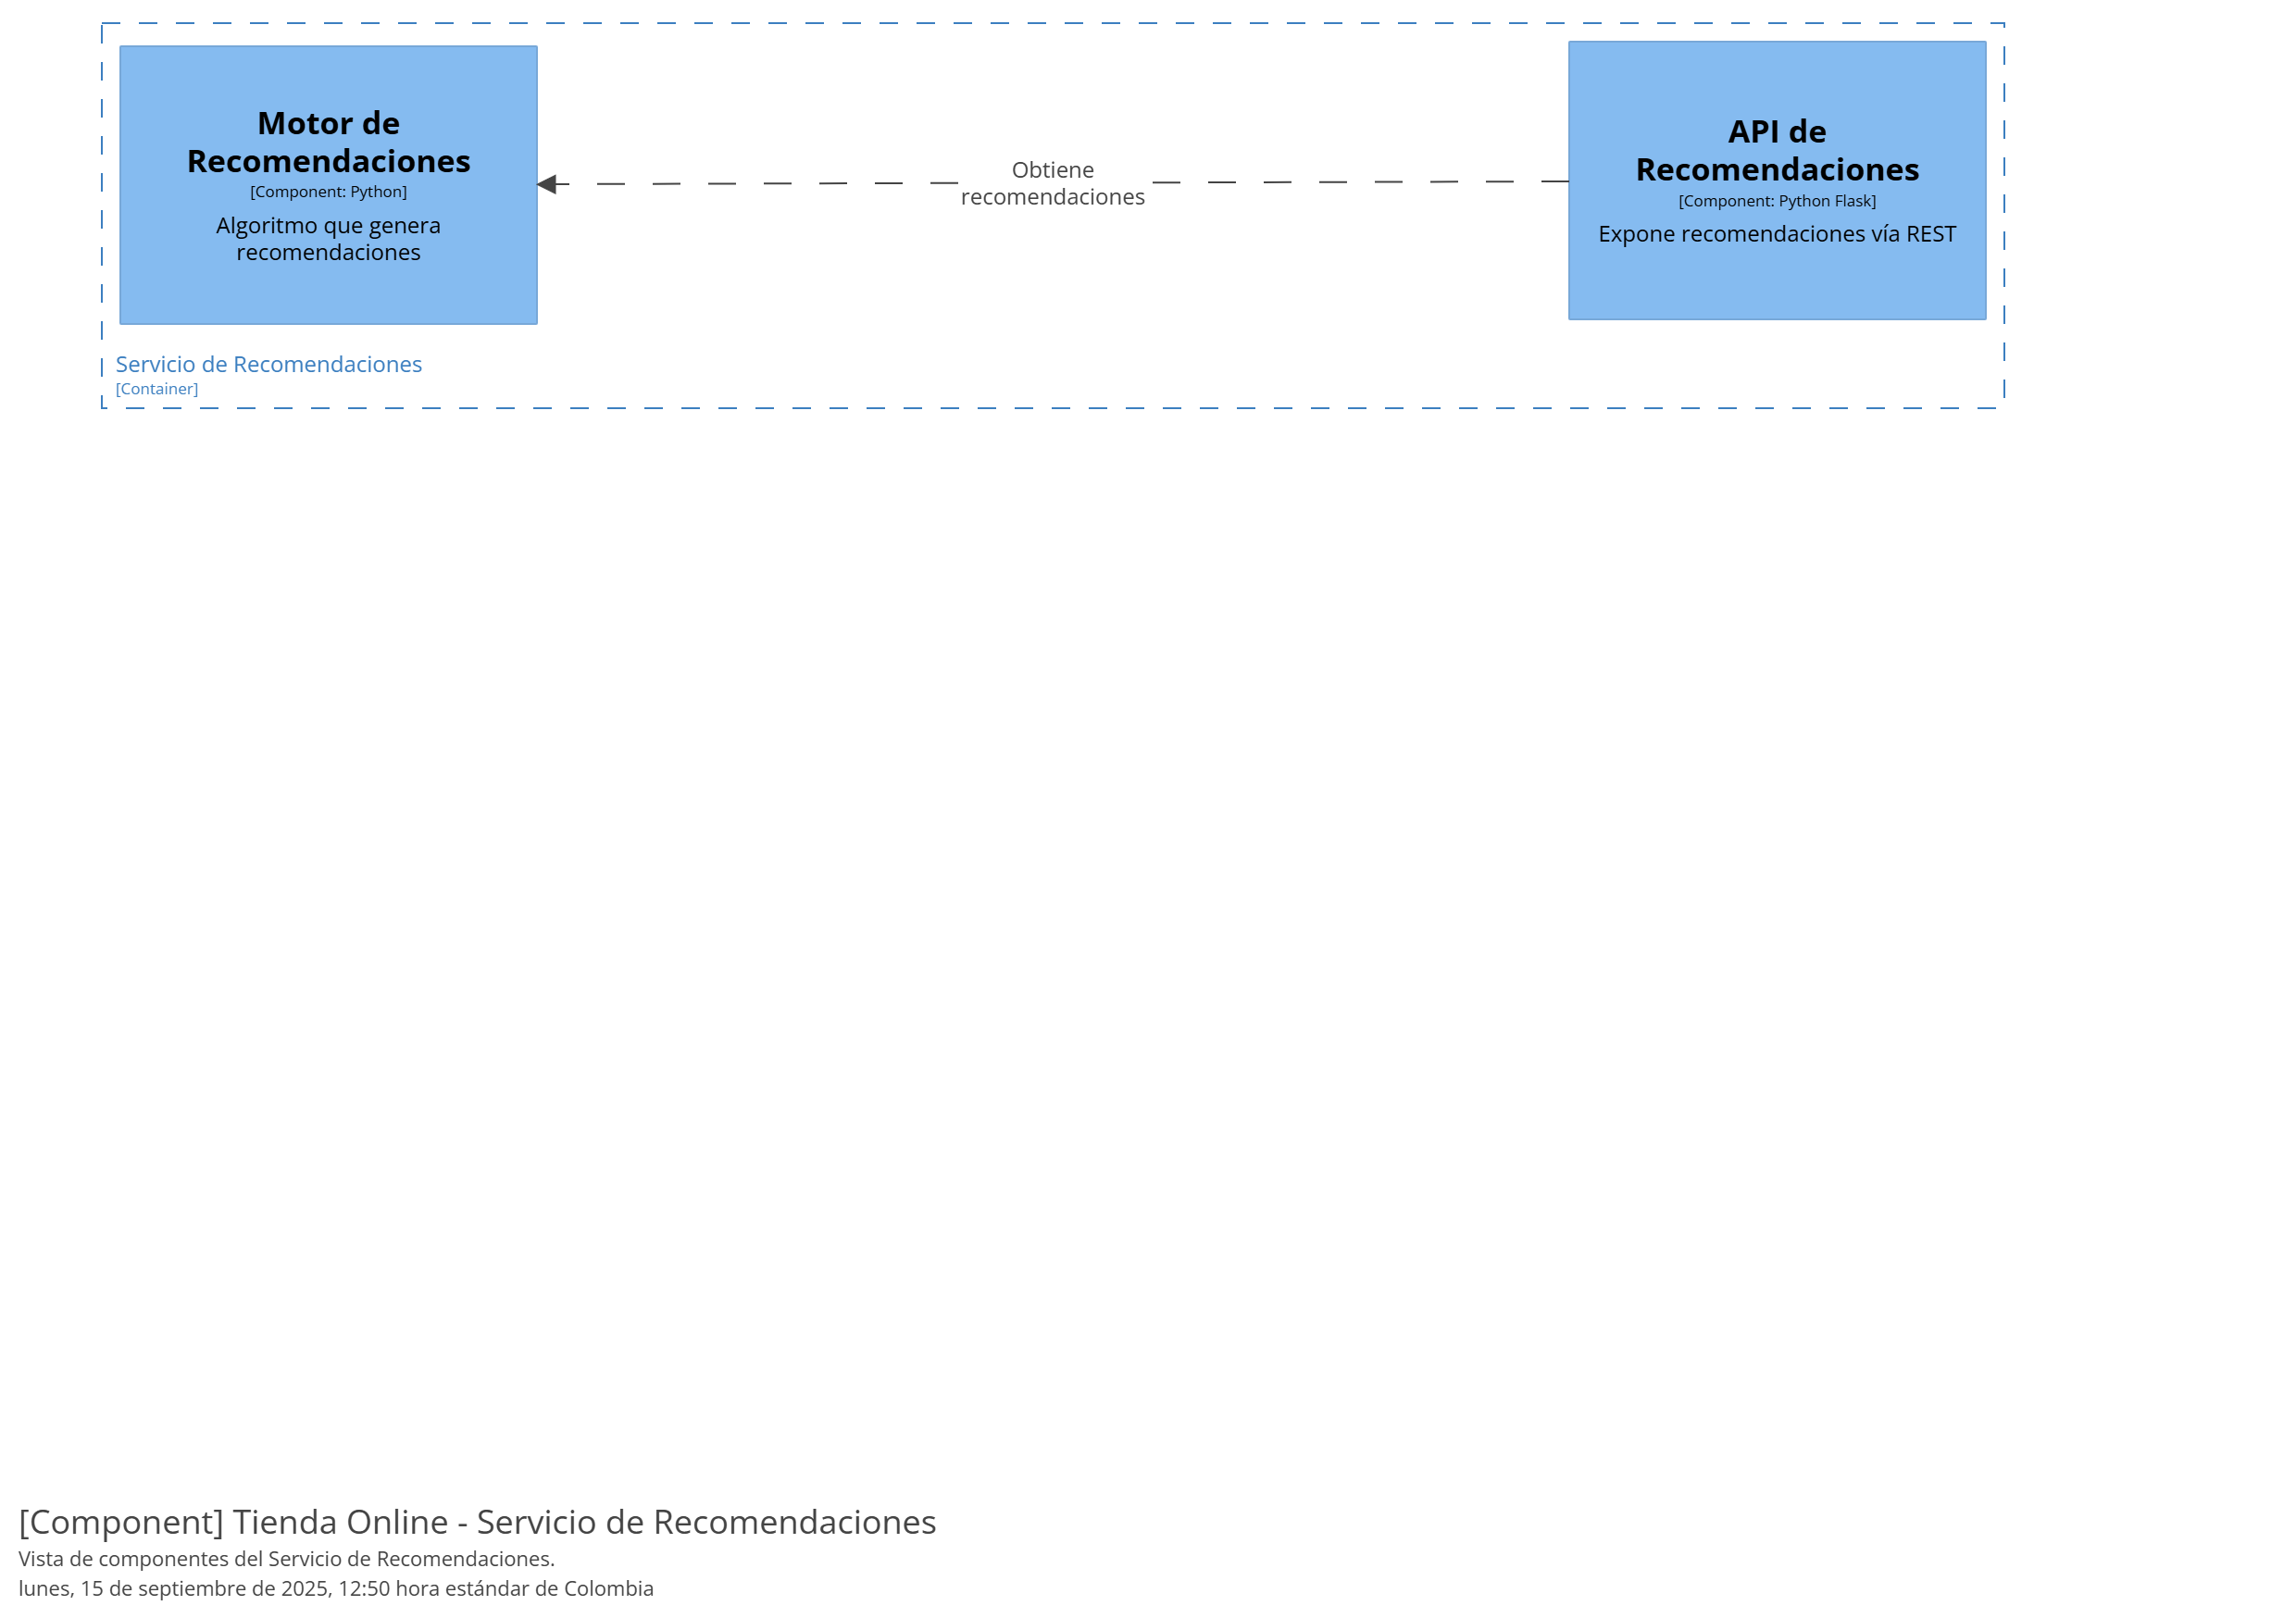 Motor de
Recomendaciones
[Component: Python]
Algoritmo que genera
recomendaciones
Obtiene
recomendaciones
API de
Recomendaciones
[Component: Python Flask]
Expone recomendaciones vía REST
Servicio de Recomendaciones
[Container]
[Component] Tienda Online - Servicio de Recomendaciones
Vista de componentes del Servicio de Recomendaciones.
lunes, 15 de septiembre de 2025, 12:50 hora estándar de Colombia